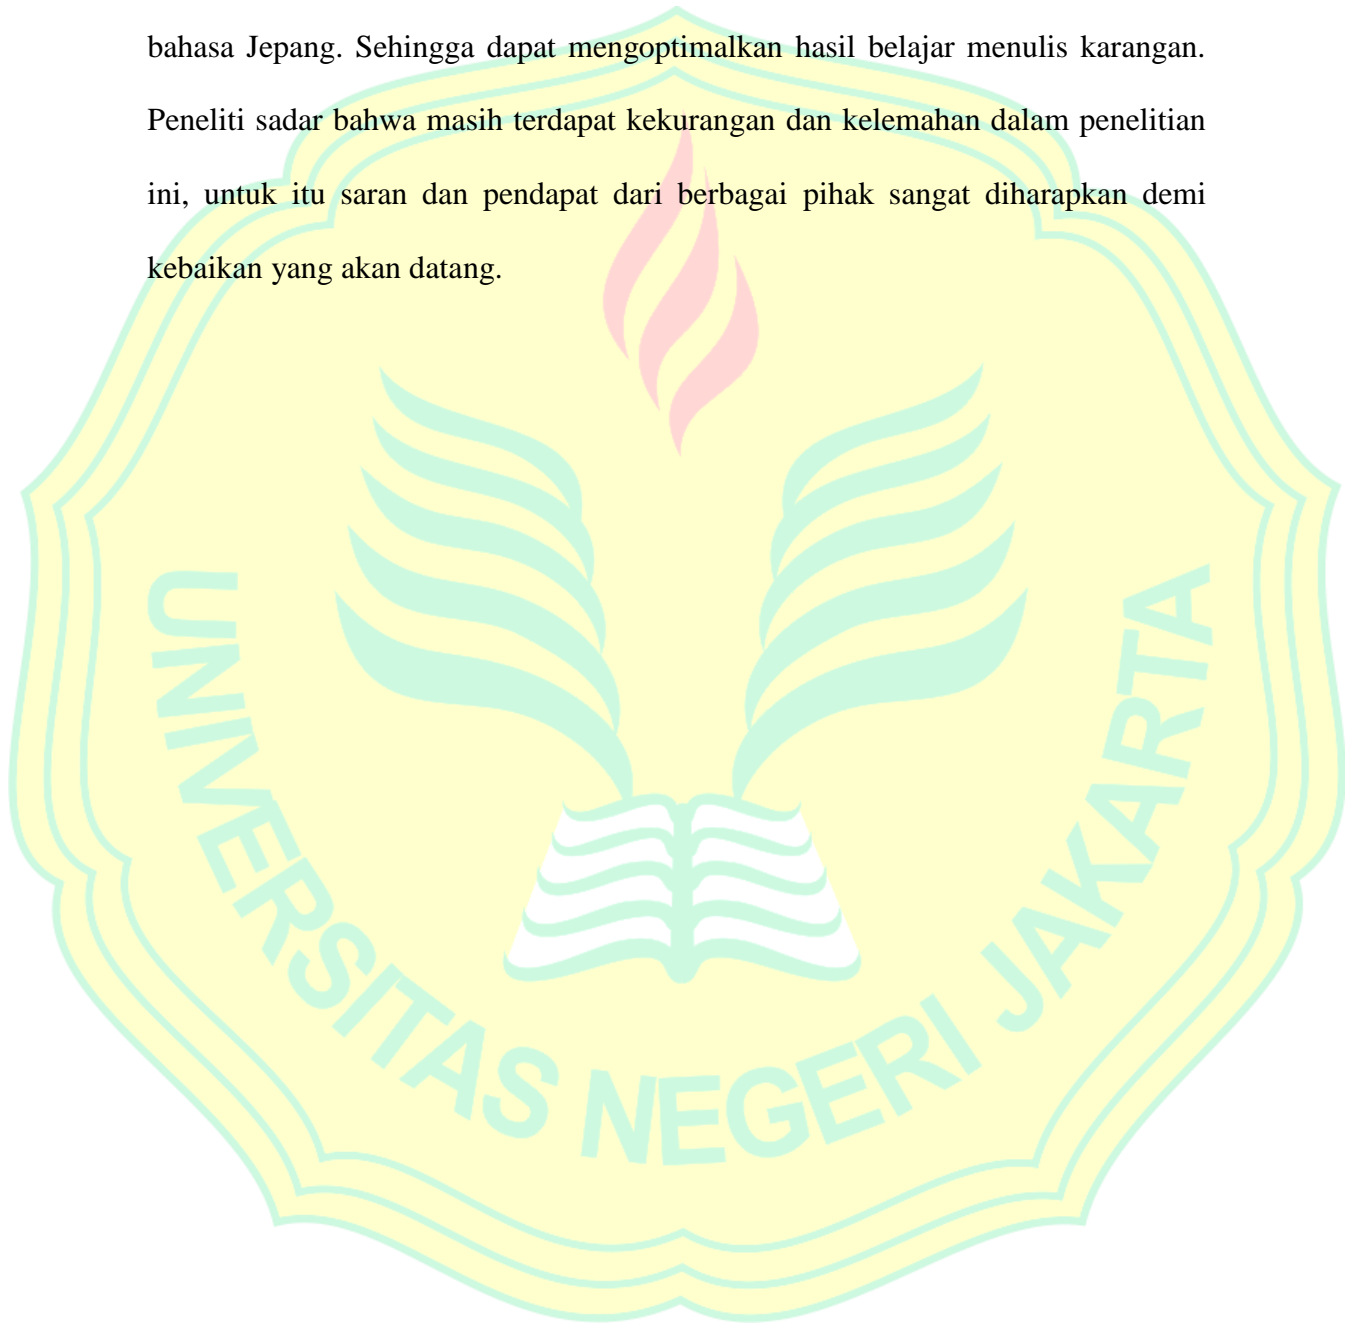 bahasa Jepang. Sehingga dapat mengoptimalkan hasil belajar menulis karangan.
Peneliti sadar bahwa masih terdapat kekurangan dan kelemahan dalam penelitian
ini, untuk itu saran dan pendapat dari berbagai pihak sangat diharapkan demi
kebaikan yang akan datang.
UNIVERSITAS NEGERI JAKARTA